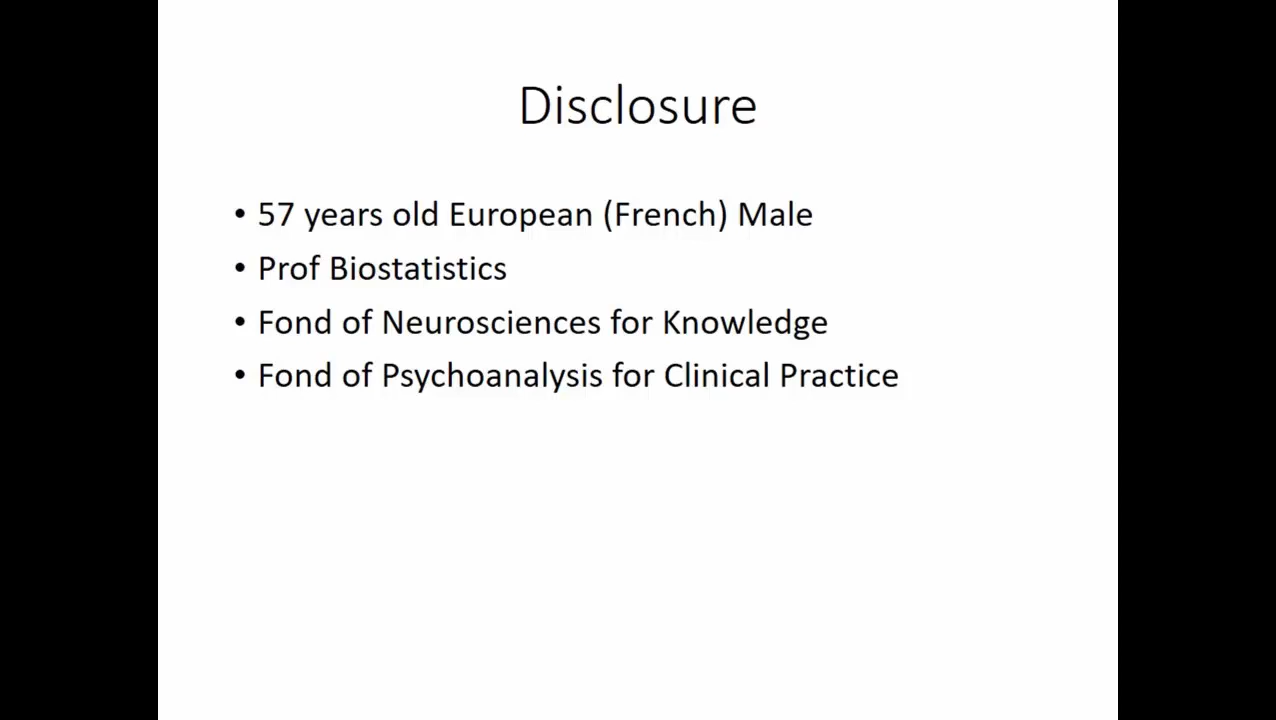 Disclosure
• 57 years old European (French) Male
• Prof Biostatistics
• Fond of Neurosciences for Knowledge
• Fond of Psychoanalysis for Clinical Practice